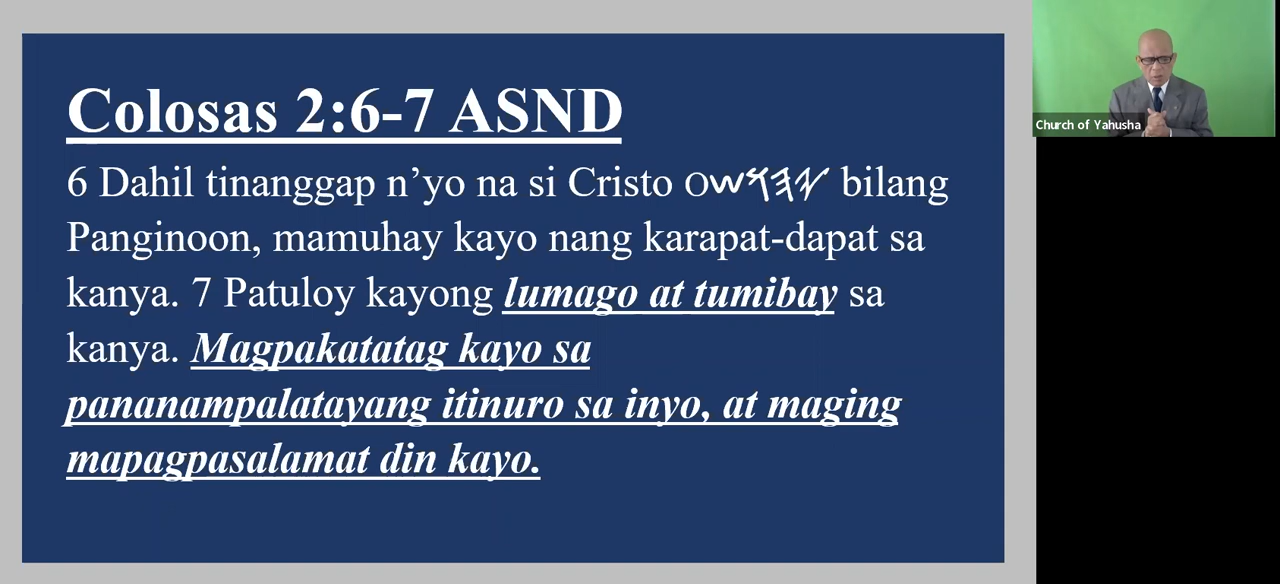 Colosas 2:6-7 ASND
6 Dahil tinanggap n’yo na si Cristo 𐤉𐤄𐤅𐤔𐤏 bilang
Panginoon, mamuhay kayo nang karapat-dapat sa
kanya. 7 Patuloy kayong lumago at tumibay sa
kanya. Magpakatatag kayo sa
pananampalatayang itinuro sa inyo, at maging
mapagpasalamat din kayo.
Church of Yahusha